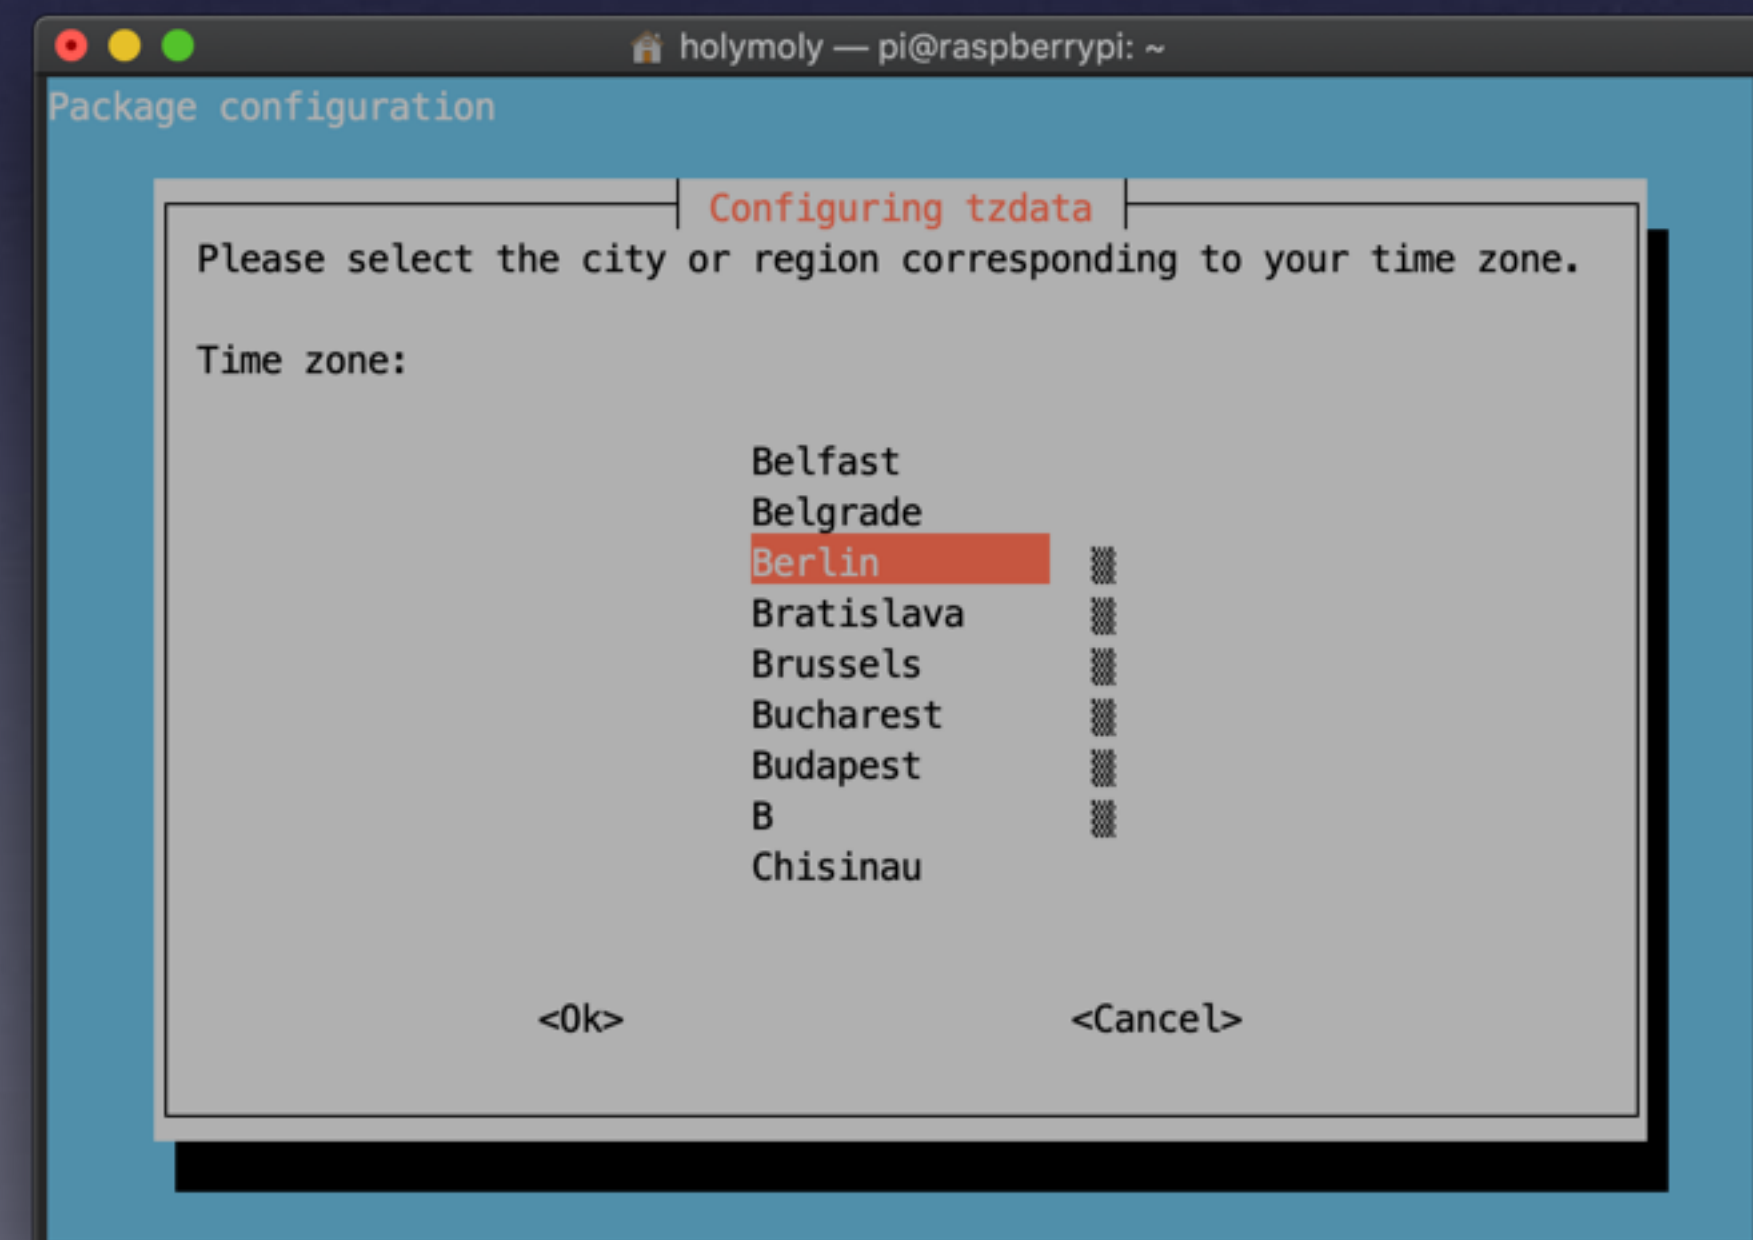 holymoly — pi@raspberrypi: ~
Package configuration
Configuring tzdata
Please select the city or region corresponding to your time zone.
Time zone:
Belfast
Belgrade
Berlin
Bratislava
Brussels
Bucharest
Budapest
B
Chisinau
<Ok> <Cancel>